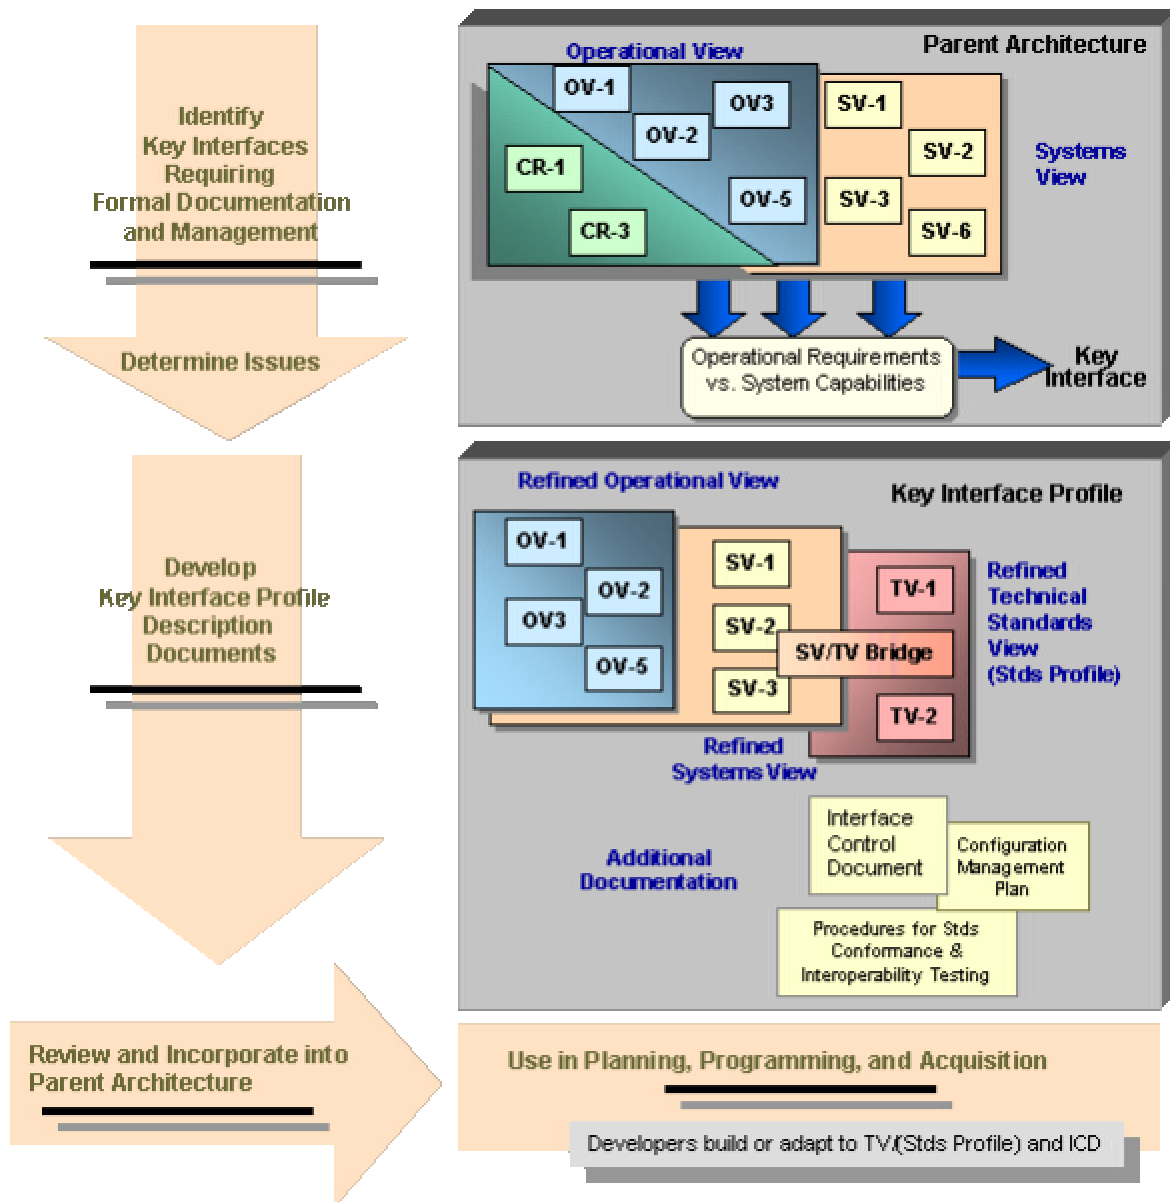 Identify
Key Interfaces
Requiring
Formal Documentation
and Management
Determine Issues
Parent Architecture
Operational View
OV-1
OV3
OV-2
OV-5
CR-1
CR-3
SV-1
SV-2
SV-3
SV-6
Systems
View
Operational Requirements
vs. System Capabilities
Key
Interface
Develop
Key Interface Profile
Description
Documents
Refined Operational View
Key Interface Profile
OV-1
OV-2
OV3
OV-5
SV-1
SV-2
SV-3
SV/TV Bridge
TV-1
TV-2
Refined
Technical
Standards
View
(Stds Profile)
Refined
Systems View
Additional
Documentation
Interface
Control
Document
Configuration
Management
Plan
Procedures for Stds
Conformance &
Interoperability Testing
Review and Incorporate into
Parent Architecture
Use in Planning, Programming, and Acquisition
Developers build or adapt to TV/(Stds Profile) and ICD